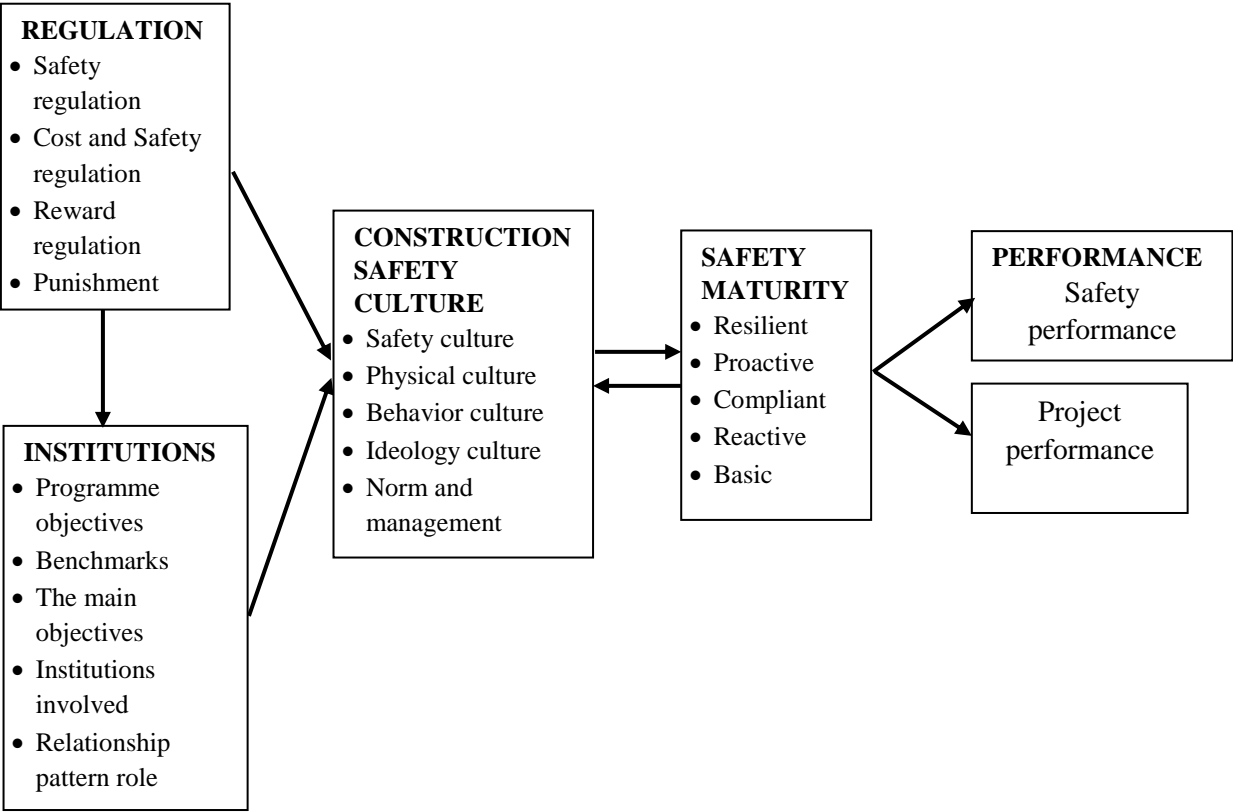 REGULATION
• Safety
regulation
• Cost and Safety
regulation
• Reward
regulation
• Punishment
INSTITUTIONS
• Programme
objectives
• Benchmarks
• The main
objectives
• Institutions
involved
• Relationship
pattern role
CONSTRUCTION
SAFETY
CULTURE
• Safety culture
• Physical culture
• Behavior culture
• Ideology culture
• Norm and
management
SAFETY
MATURITY
• Resilient
• Proactive
• Compliant
• Reactive
• Basic
PERFORMANCE
Safety
performance
Project
performance